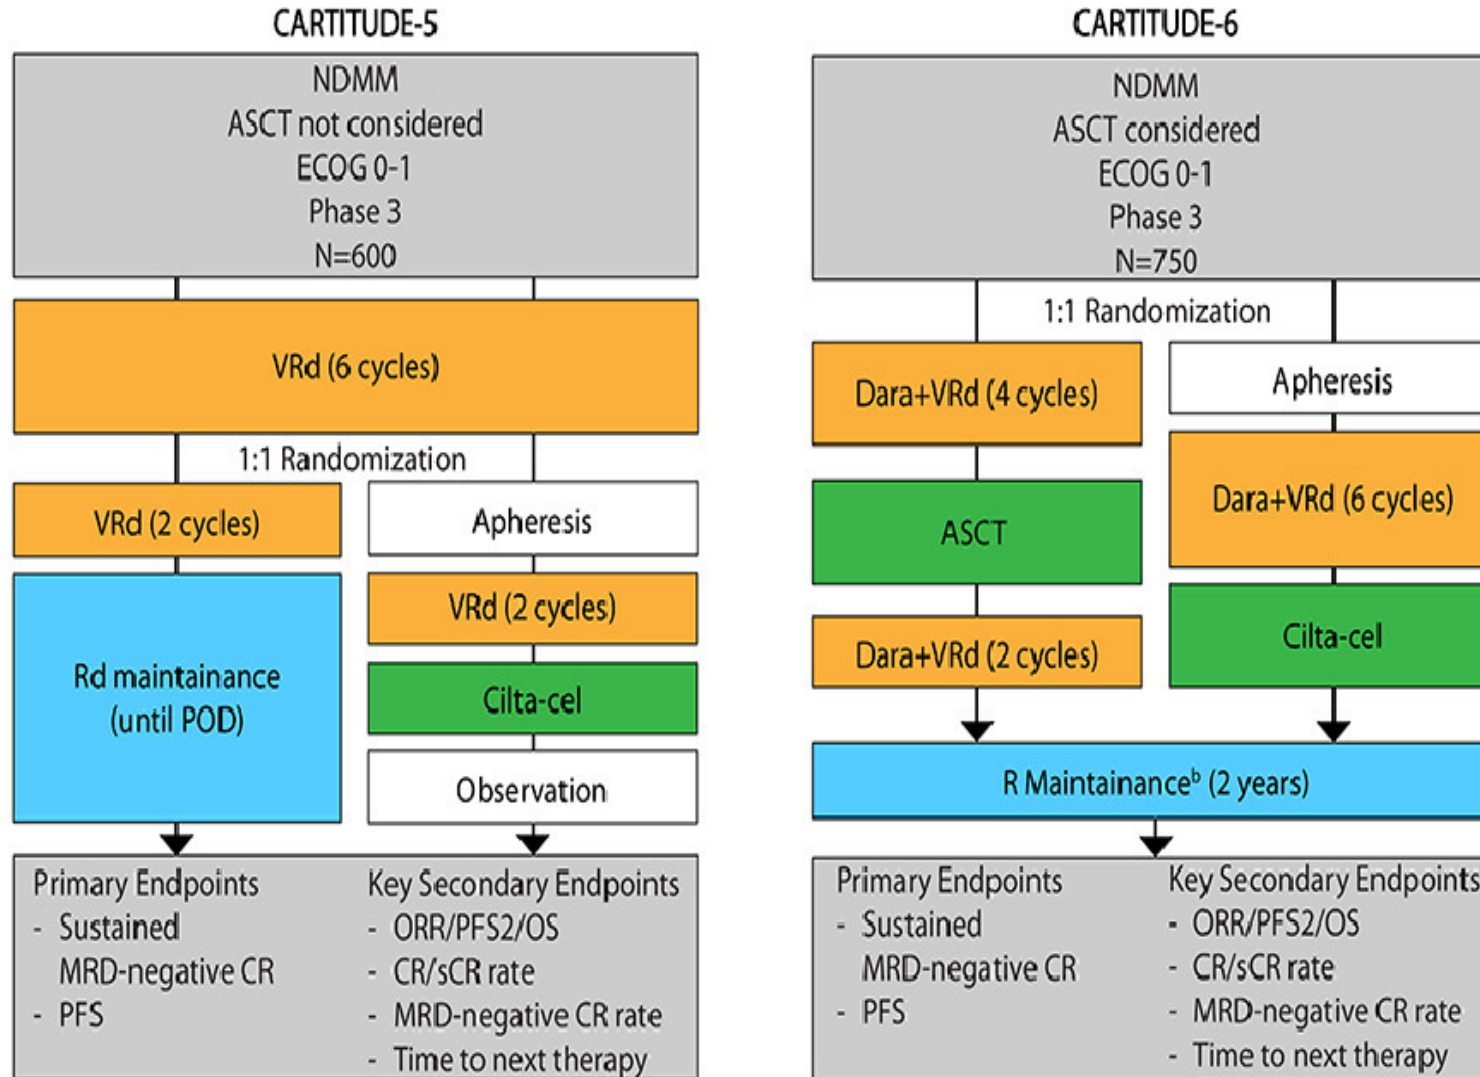 CARTITUDE-5
NDMM
ASCT not considered
ECOG 0-1
Phase 3
N=600
VRd (6 cycles)
1:1 Randomization
VRd (2 cycles)
Rd maintainance
(until POD)
Apheresis
VRd (2 cycles)
Cilta-cel
Observation
Primary Endpoints
- Sustained
MRD-negative CR
- PFS
Key Secondary Endpoints
- ORR/PFS2/OS
- CR/sCR rate
- MRD-negative CR rate
- Time to next therapy
CARTITUDE-6
NDMM
ASCT considered
ECOG 0-1
Phase 3
N=750
1:1 Randomization
Dara+VRd (4 cycles)
ASCT
Dara+VRd (2 cycles)
Apheresis
Dara+VRd (6 cycles)
Cilta-cel
R Maintainanceᵇ (2 years)
Primary Endpoints
- Sustained
MRD-negative CR
- PFS
Key Secondary Endpoints
- ORR/PFS2/OS
- CR/sCR rate
- MRD-negative CR rate
- Time to next therapy